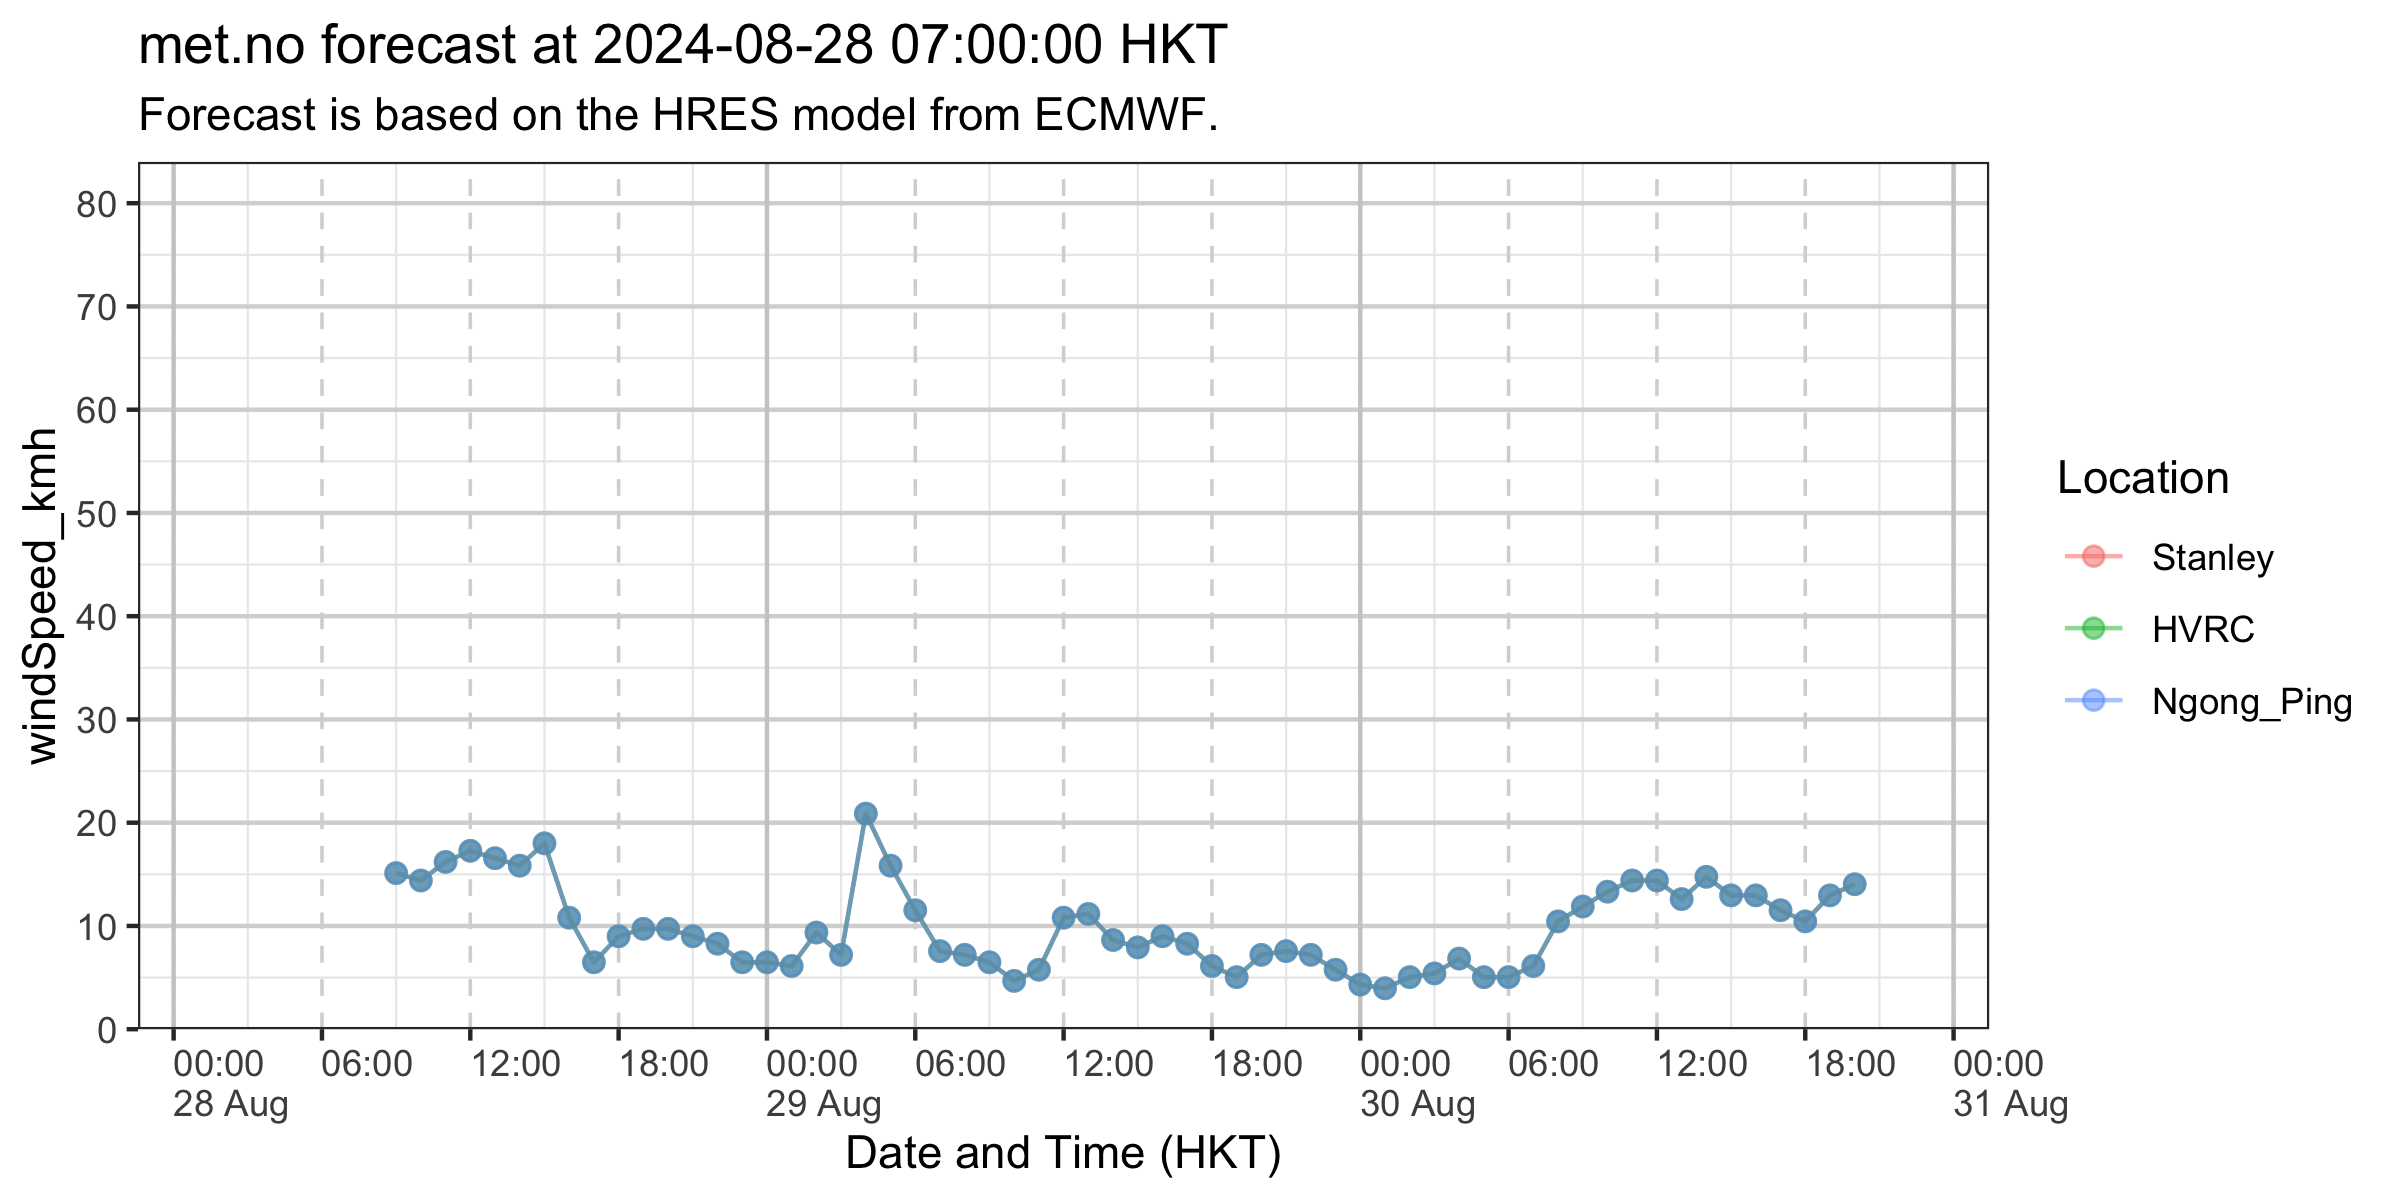 met.no forecast at 2024-08-28 07:00:00 HKT
Forecast is based on the HRES model from ECMWF.
windSpeed_kmh
80
70
60
50
40
30
20
10
0
00:00 06:00 12:00 18:00 00:00 06:00 12:00 18:00 00:00 06:00 12:00 18:00 00:00
28 Aug 29 Aug 30 Aug 31 Aug
Date and Time (HKT)
Location
Stanley
HVRC
Ngong_Ping